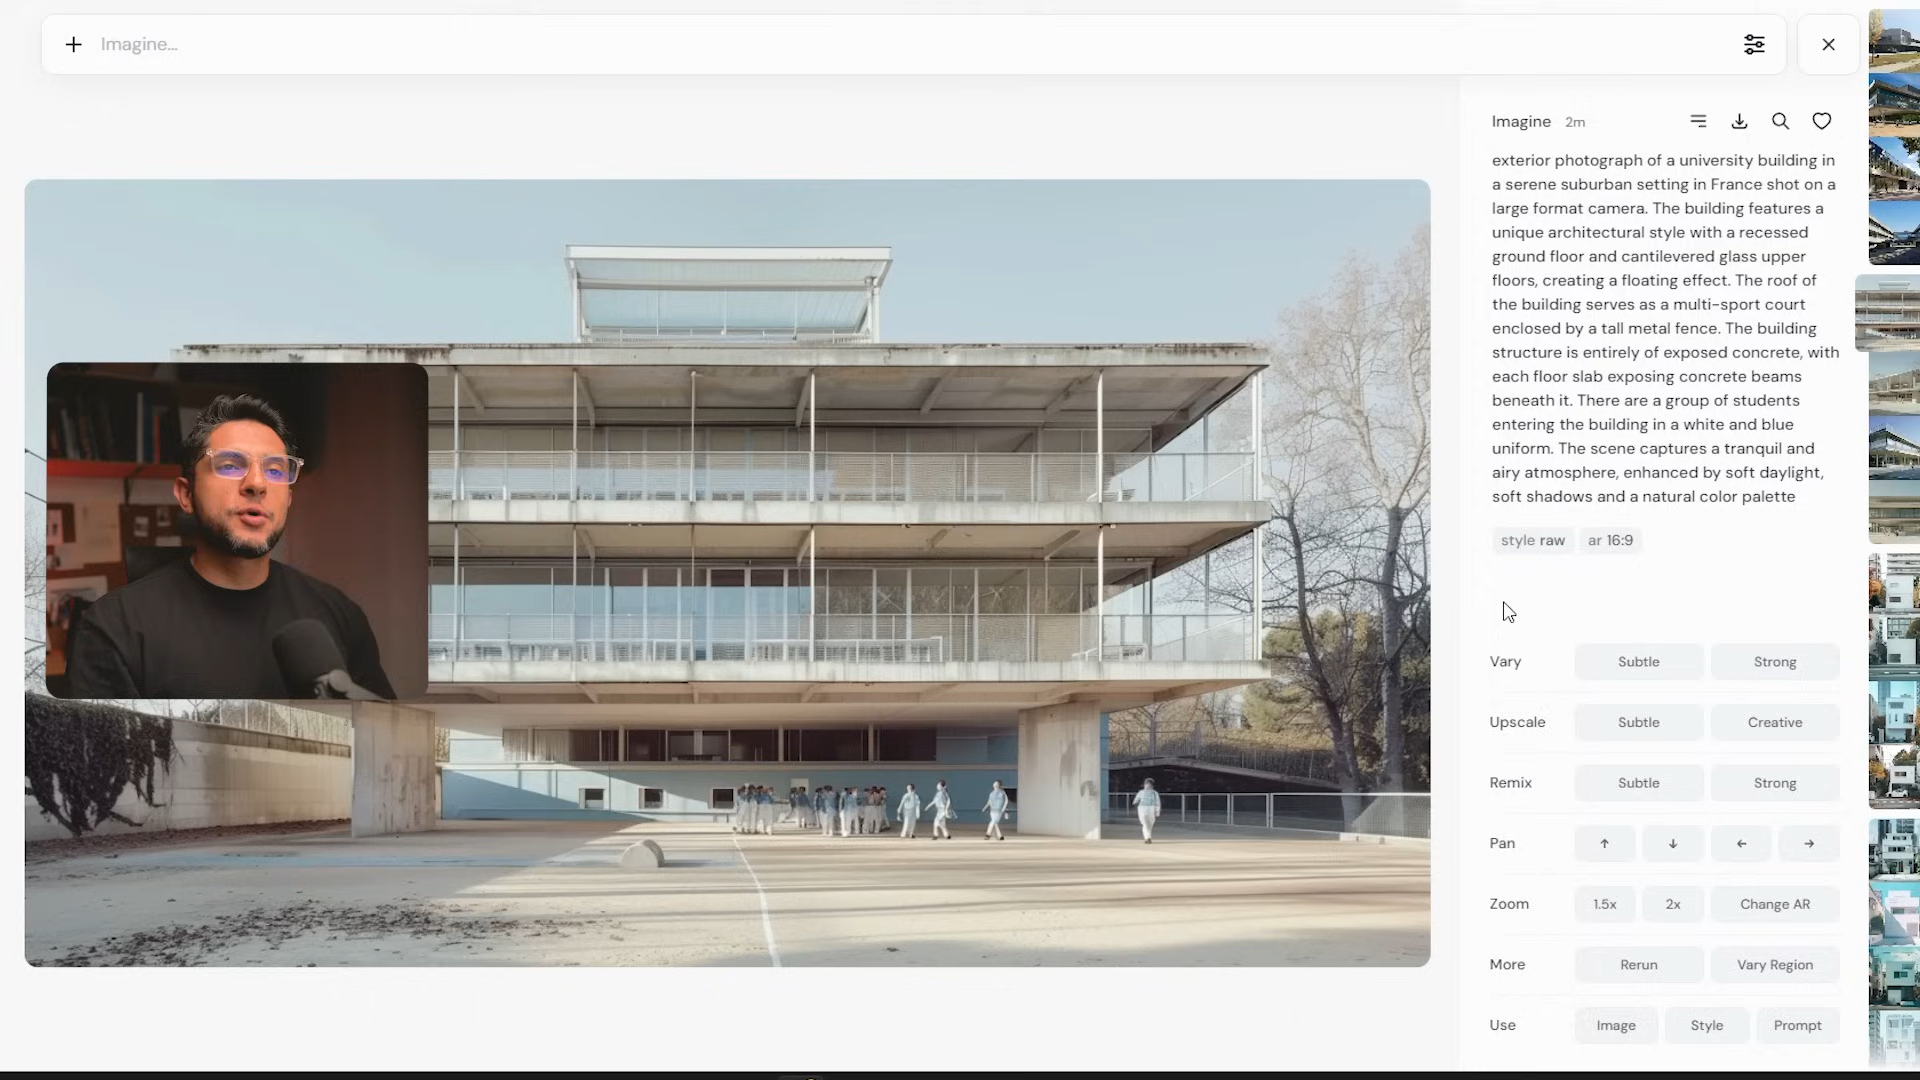 Imagine...
Imagine 2m
exterior photograph of a university building in
a serene suburban setting in France shot on a
large format camera. The building features a
unique architectural style with a recessed
ground floor and cantilevered glass upper
floors, creating a floating effect. The roof of
the building serves as a multi-sport court
enclosed by a tall metal fence. The building
structure is entirely of exposed concrete, with
each floor slab exposing concrete beams
beneath it. There are a group of students
entering the building in a white and blue
uniform. The scene captures a tranquil and
airy atmosphere, enhanced by soft daylight,
soft shadows and a natural color palette
style raw ar 16:9
Vary Subtle Strong
Upscale Subtle Creative
Remix Subtle Strong
Pan
Zoom 1.5x 2x Change AR
More Rerun Vary Region
Use Image Style Prompt